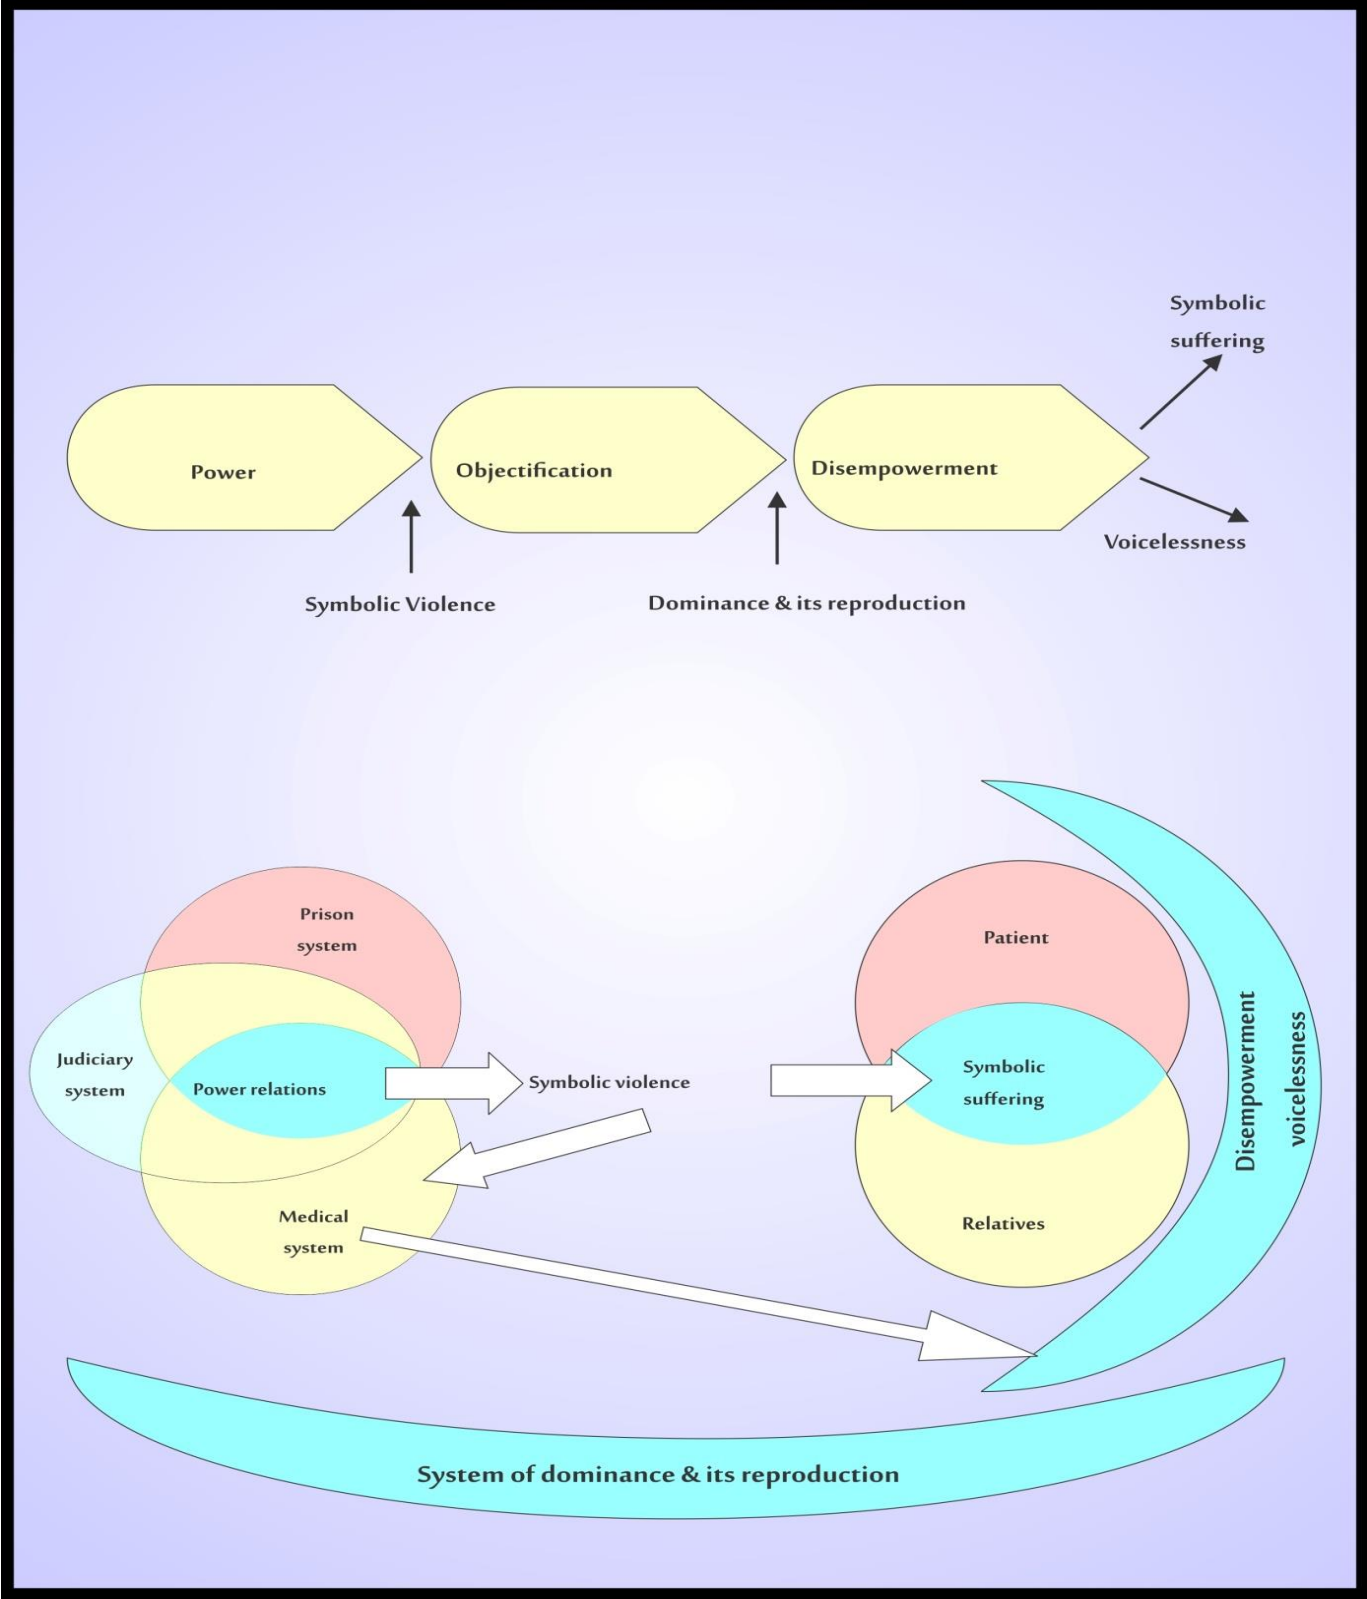 Symbolic
suffering
Power
Objectification
Disempowerment
Voicelessness
Symbolic Violence
Dominance & its reproduction
Prison
system
Judiciary
system
Power relations
Symbolic violence
Medical
system
Patient
Symbolic
suffering
Relatives
Disempowerment
voicelessness
System of dominance & its reproduction